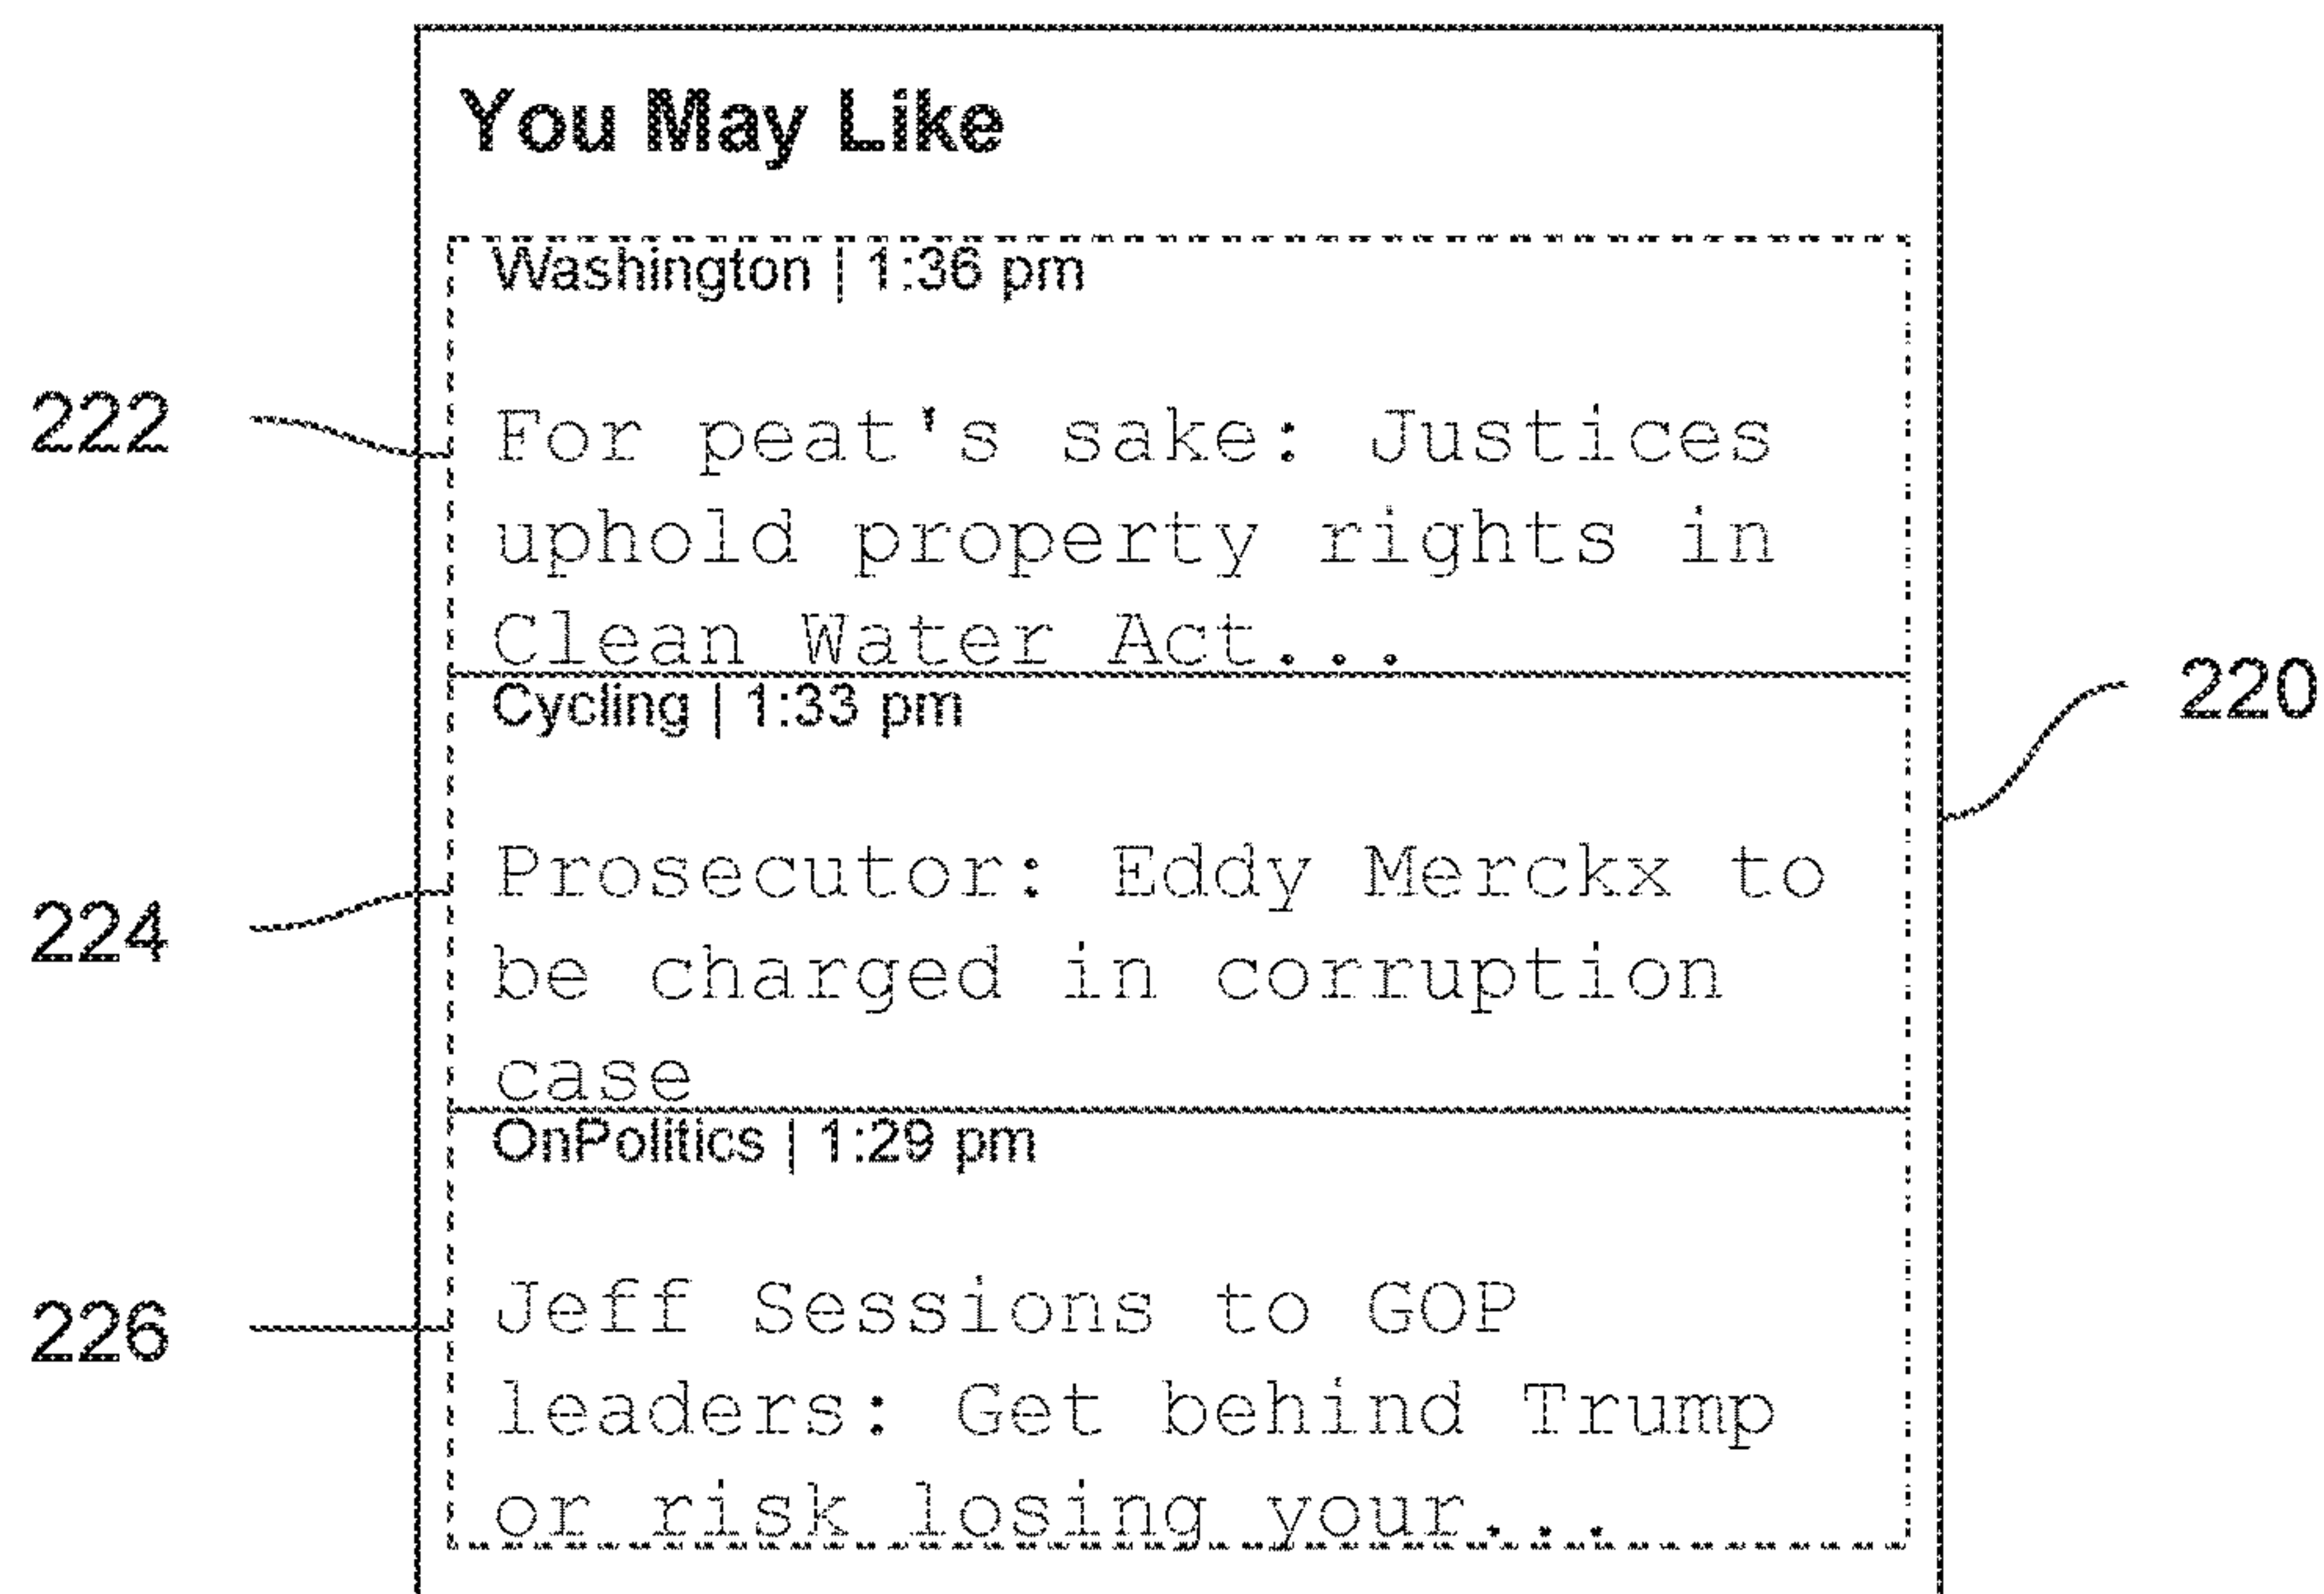 You May Like
Washington | 1:36 pm
222
For peat's sake: Justices
uphold property rights in
Clean Water Act...
220
Cycling | 1:33 pm
224
Prosecutor: Eddy Merckx to
be charged in corruption
case
OnPolitics | 1:29 pm
226
Jeff Sessions to GOP
leaders: Get behind Trump
or risk losing your...